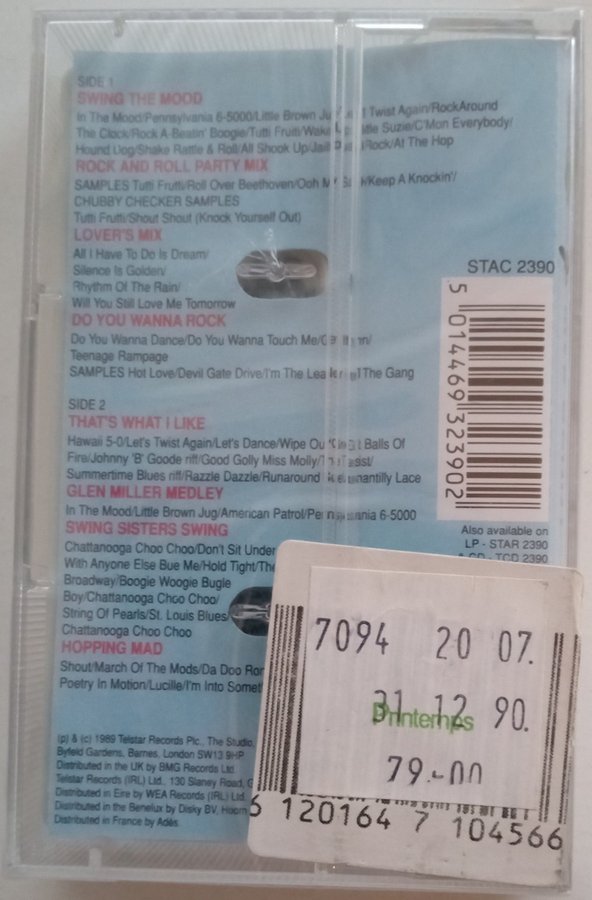 SIDE 1
SWING THE MOOD
In The Mood/Pennsylvania 6-5000/Little Brown Jug/Let's Twist Again/RockAround
The Clock/Rock A-Beatin' Boogie/Tutti Frutti/Wake Up Little Suzie/C'Mon Everybody/
Hound Dog/Shake Rattle & Roll/All Shook Up/Jail Rock/At The Hop
ROCK AND ROLL PARTY MIX
SAMPLES Tutti Frutti/Roll Over Beethoven/Ooh My Soul/Keep A Knockin'/
CHUBBY CHECKER SAMPLES
Tutti Frutti/Shout Shout (Knock Yourself Out)
LOVER'S MIX
All I Have To Do Is Dream/
Silence Is Golden/
Rhythm Of The Rain/
Will You Still Love Me Tomorrow
DO YOU WANNA ROCK
Do You Wanna Dance/Do You Wanna Touch Me/
Teenage Rampage
SAMPLES Hot Love/Devil Gate Drive/I'm The Leader The Gang
STAC 2390
5 014469 323902
SIDE 2
THAT'S WHAT I LIKE
Hawaii 5-0/Let's Twist Again/Let's Dance/Wipe Out Balls Of
Fire/Johnny 'B' Goode riff/Good Golly Miss Molly/
Summertime Blues riff/Razzle Dazzle/Runaround Chantilly Lace
GLEN MILLER MEDLEY
In The Mood/Little Brown Jug/American Patrol/Pennsylvania 6-5000
SWING SISTERS SWING
Chattanooga Choo Choo/Don't Sit Under
With Anyone Else Bue Me/Hold Tight/The
Broadway/Boogie Woogie Bugle
Boy/Chattanooga Choo Choo/
String Of Pearls/St. Louis Blues
Chattanooga Choo Choo
HOPPING MAD
Shout/March Of The Mods/Da Doo Ron
Poetry In Motion/Lucille/I'm Into Somet
Also available on
LP - STAR 2390
& CD - TCD 2390
(p) & (c) 1989 Telstar Records Plc., The Studio,
Byfeld Gardens, Barnes, London SW13 9HP
Distributed in the UK by BMG Records Ltd.
Telstar Records (IRL) Ltd., 130 Slaney Road, G
Distributed in Eire by WEA Records (IRL) Ltd.
Distributed in the Benelux by Disky BV, Hoorn
Distributed in France by Adès.
7094 20 07.
31 12 90.
Printemps
79.-00
6 120164 7 104566